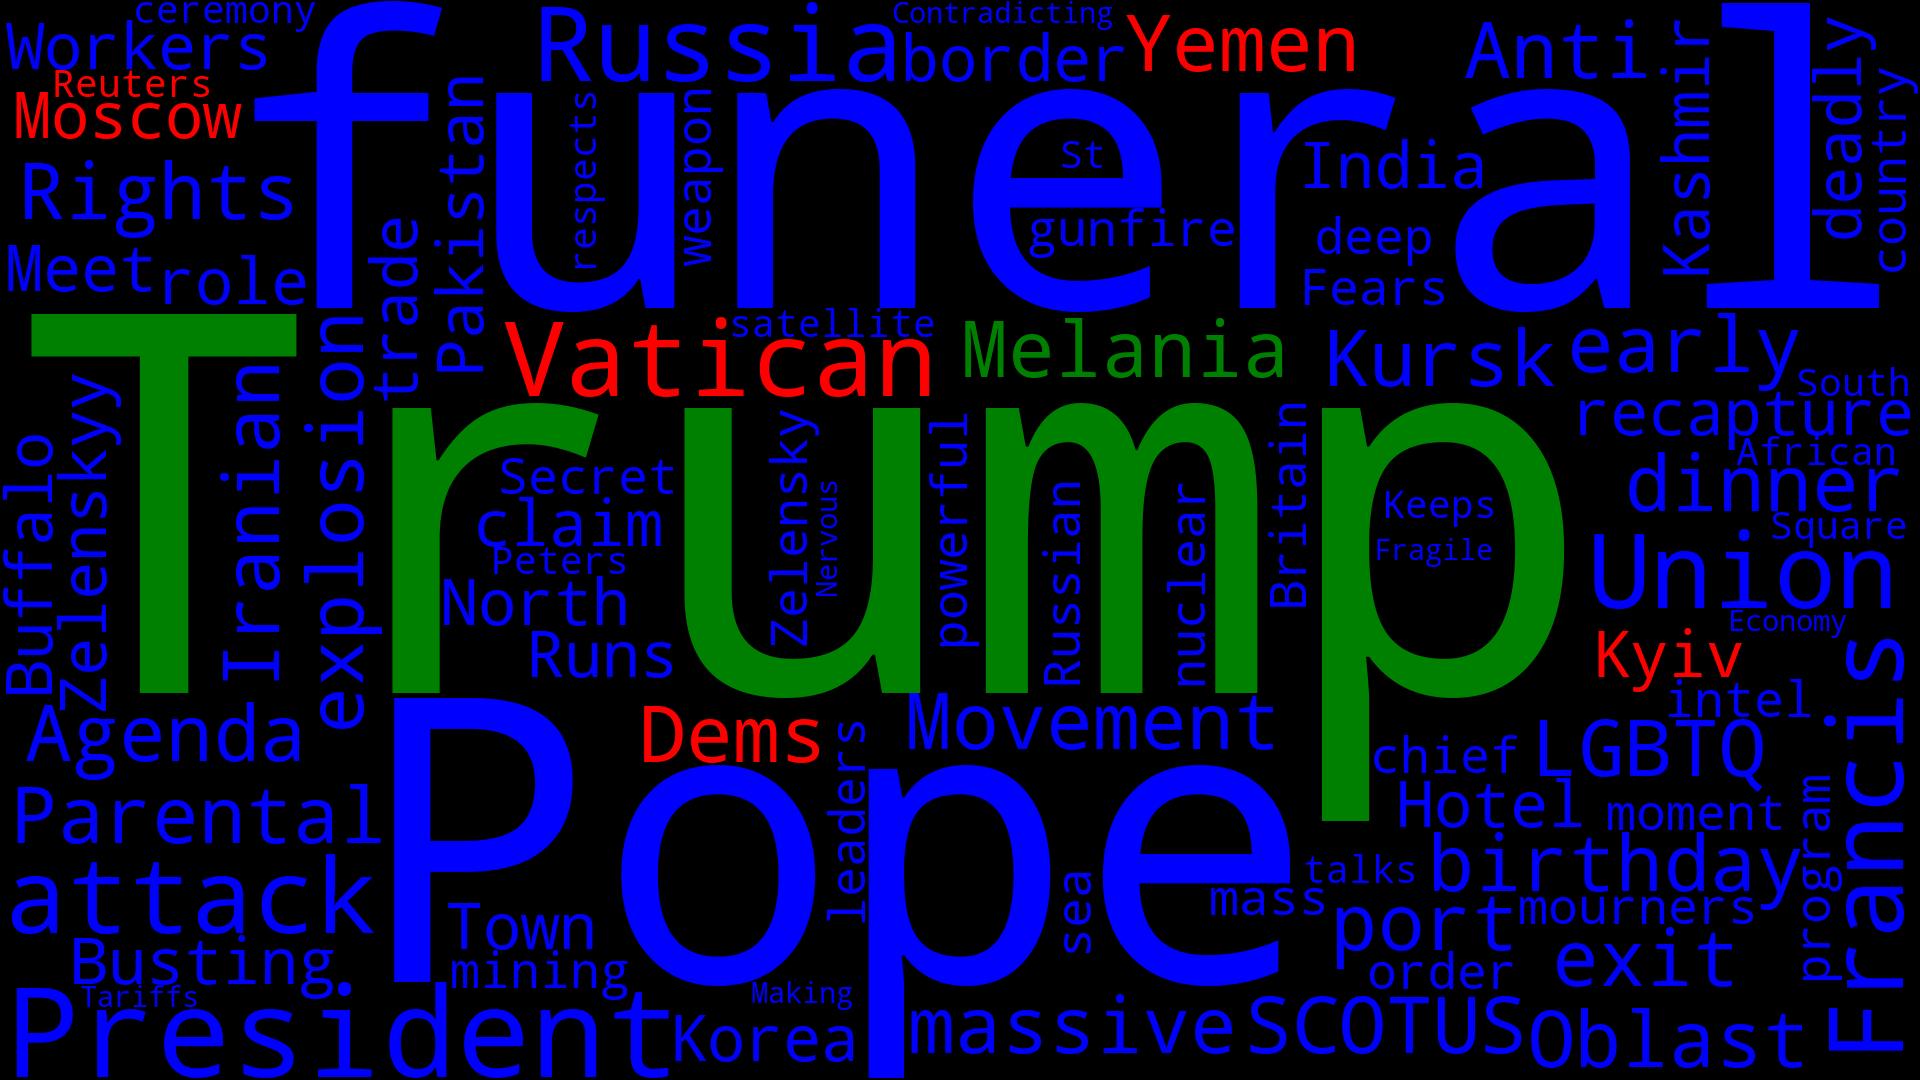 ceremony
Contradicting
Workers
Russia
border
Yemen
Anti
Kashmir
deadly
country
Reuters
Moscow
funeral
Pakistan
respects
weapon
St
India
Rights
gunfire
deep
Meet
role
trade
Fears
Vatican
satellite
Melania
Kursk
early
South
recapture
African
Trump
Buffalo
Zelenskyy
Iranian
explosion
Secret
claim
Peters
North
Runs
Zelensky
Nervous
powerful
Russian
nuclear
Britain
Keeps
Fragile
dinner
Square
Union
Economy
Kyiv
intel
Francis
Agenda
Dems
leaders
Movement
chief
LGBTQ
Pope
Parental
Hotel
moment
program
attack
talks
birthday
mass
sea
Town
port
mourners
Busting
mining
order
exit
Tariffs
Making
President
Korea
massive
SCOTUS
Oblast